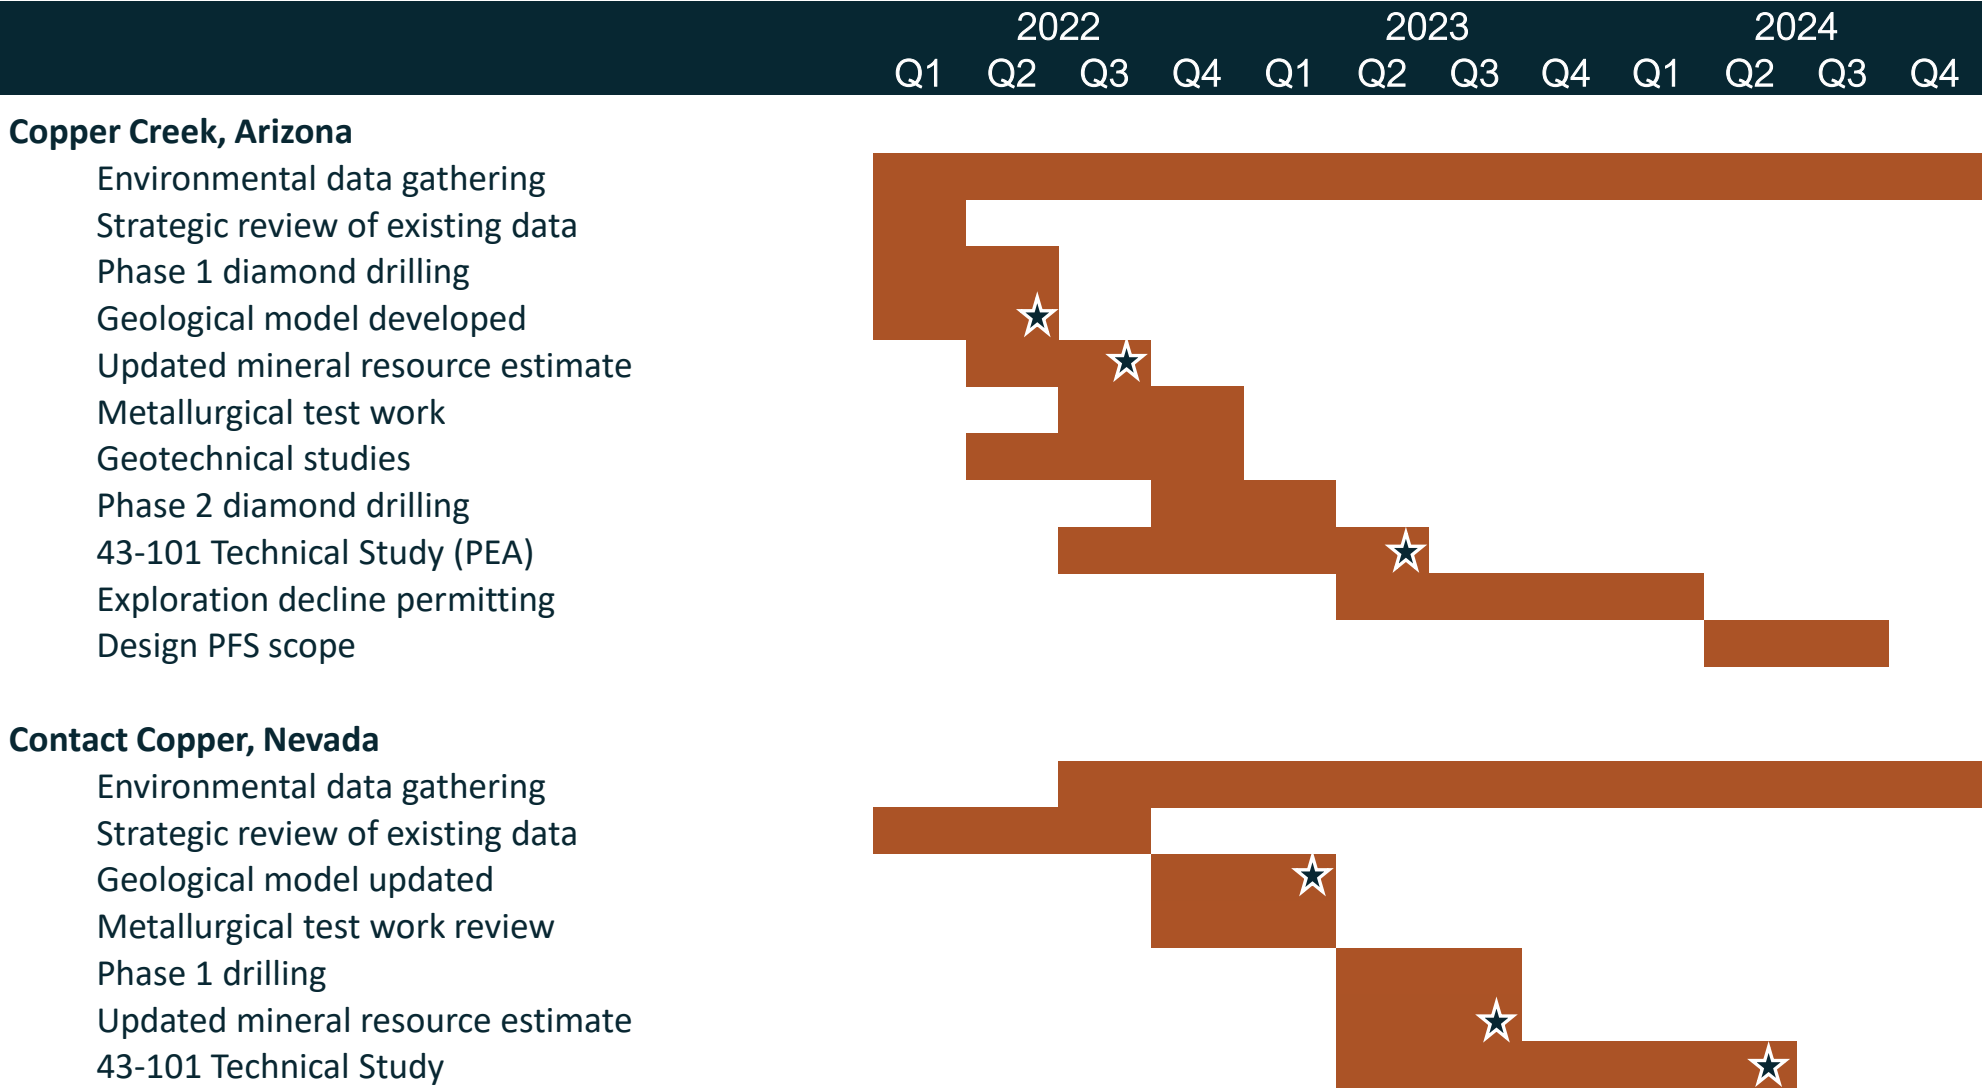 2022 2023 2024
Q1 Q2 Q3 Q4 Q1 Q2 Q3 Q4 Q1 Q2 Q3 Q4
Copper Creek, Arizona
Environmental data gathering
Strategic review of existing data
Phase 1 diamond drilling
Geological model developed
Updated mineral resource estimate
Metallurgical test work
Geotechnical studies
Phase 2 diamond drilling
43-101 Technical Study (PEA)
Exploration decline permitting
Design PFS scope
Contact Copper, Nevada
Environmental data gathering
Strategic review of existing data
Geological model updated
Metallurgical test work review
Phase 1 drilling
Updated mineral resource estimate
43-101 Technical Study